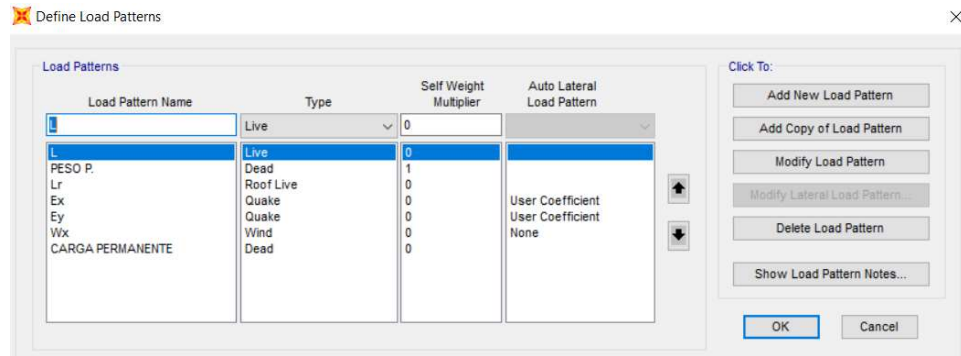 Define Load Patterns
Load Patterns
Click To:
Load Pattern Name Type Self Weight Multiplier Auto Lateral Load Pattern
L Live 0
L Live 0
PESO P. Dead 1
Lr Roof Live 0
Ex Quake 0 User Coefficient
Ey Quake 0 User Coefficient
Wx Wind 0 None
CARGA PERMANENTE Dead 0
Add New Load Pattern
Add Copy of Load Pattern
Modify Load Pattern
Modify Lateral Load Pattern...
Delete Load Pattern
Show Load Pattern Notes...
OK Cancel